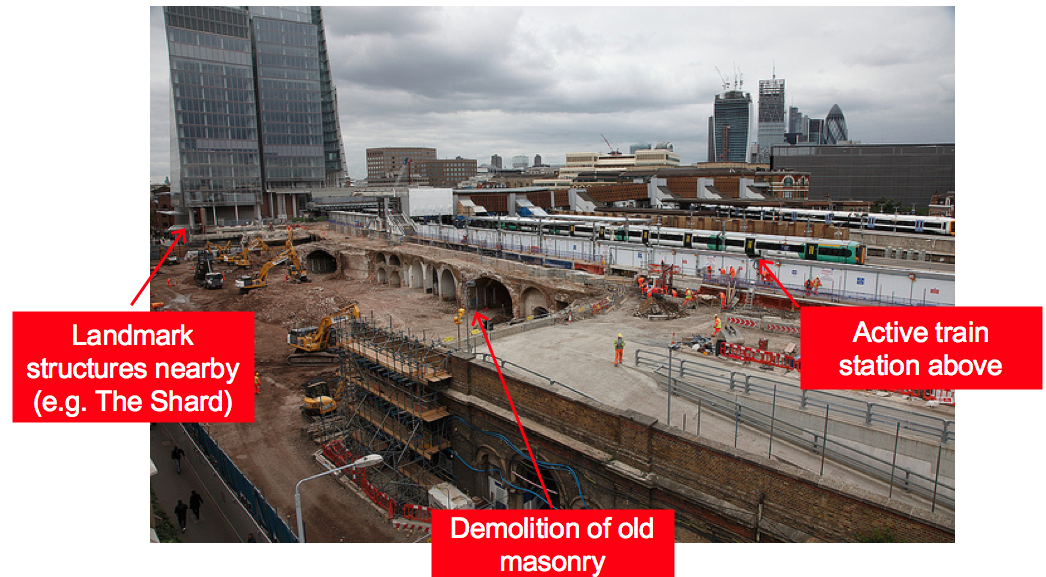 Landmark
structures nearby
(e.g. The Shard)
Active train
station above
Demolition of old
masonry